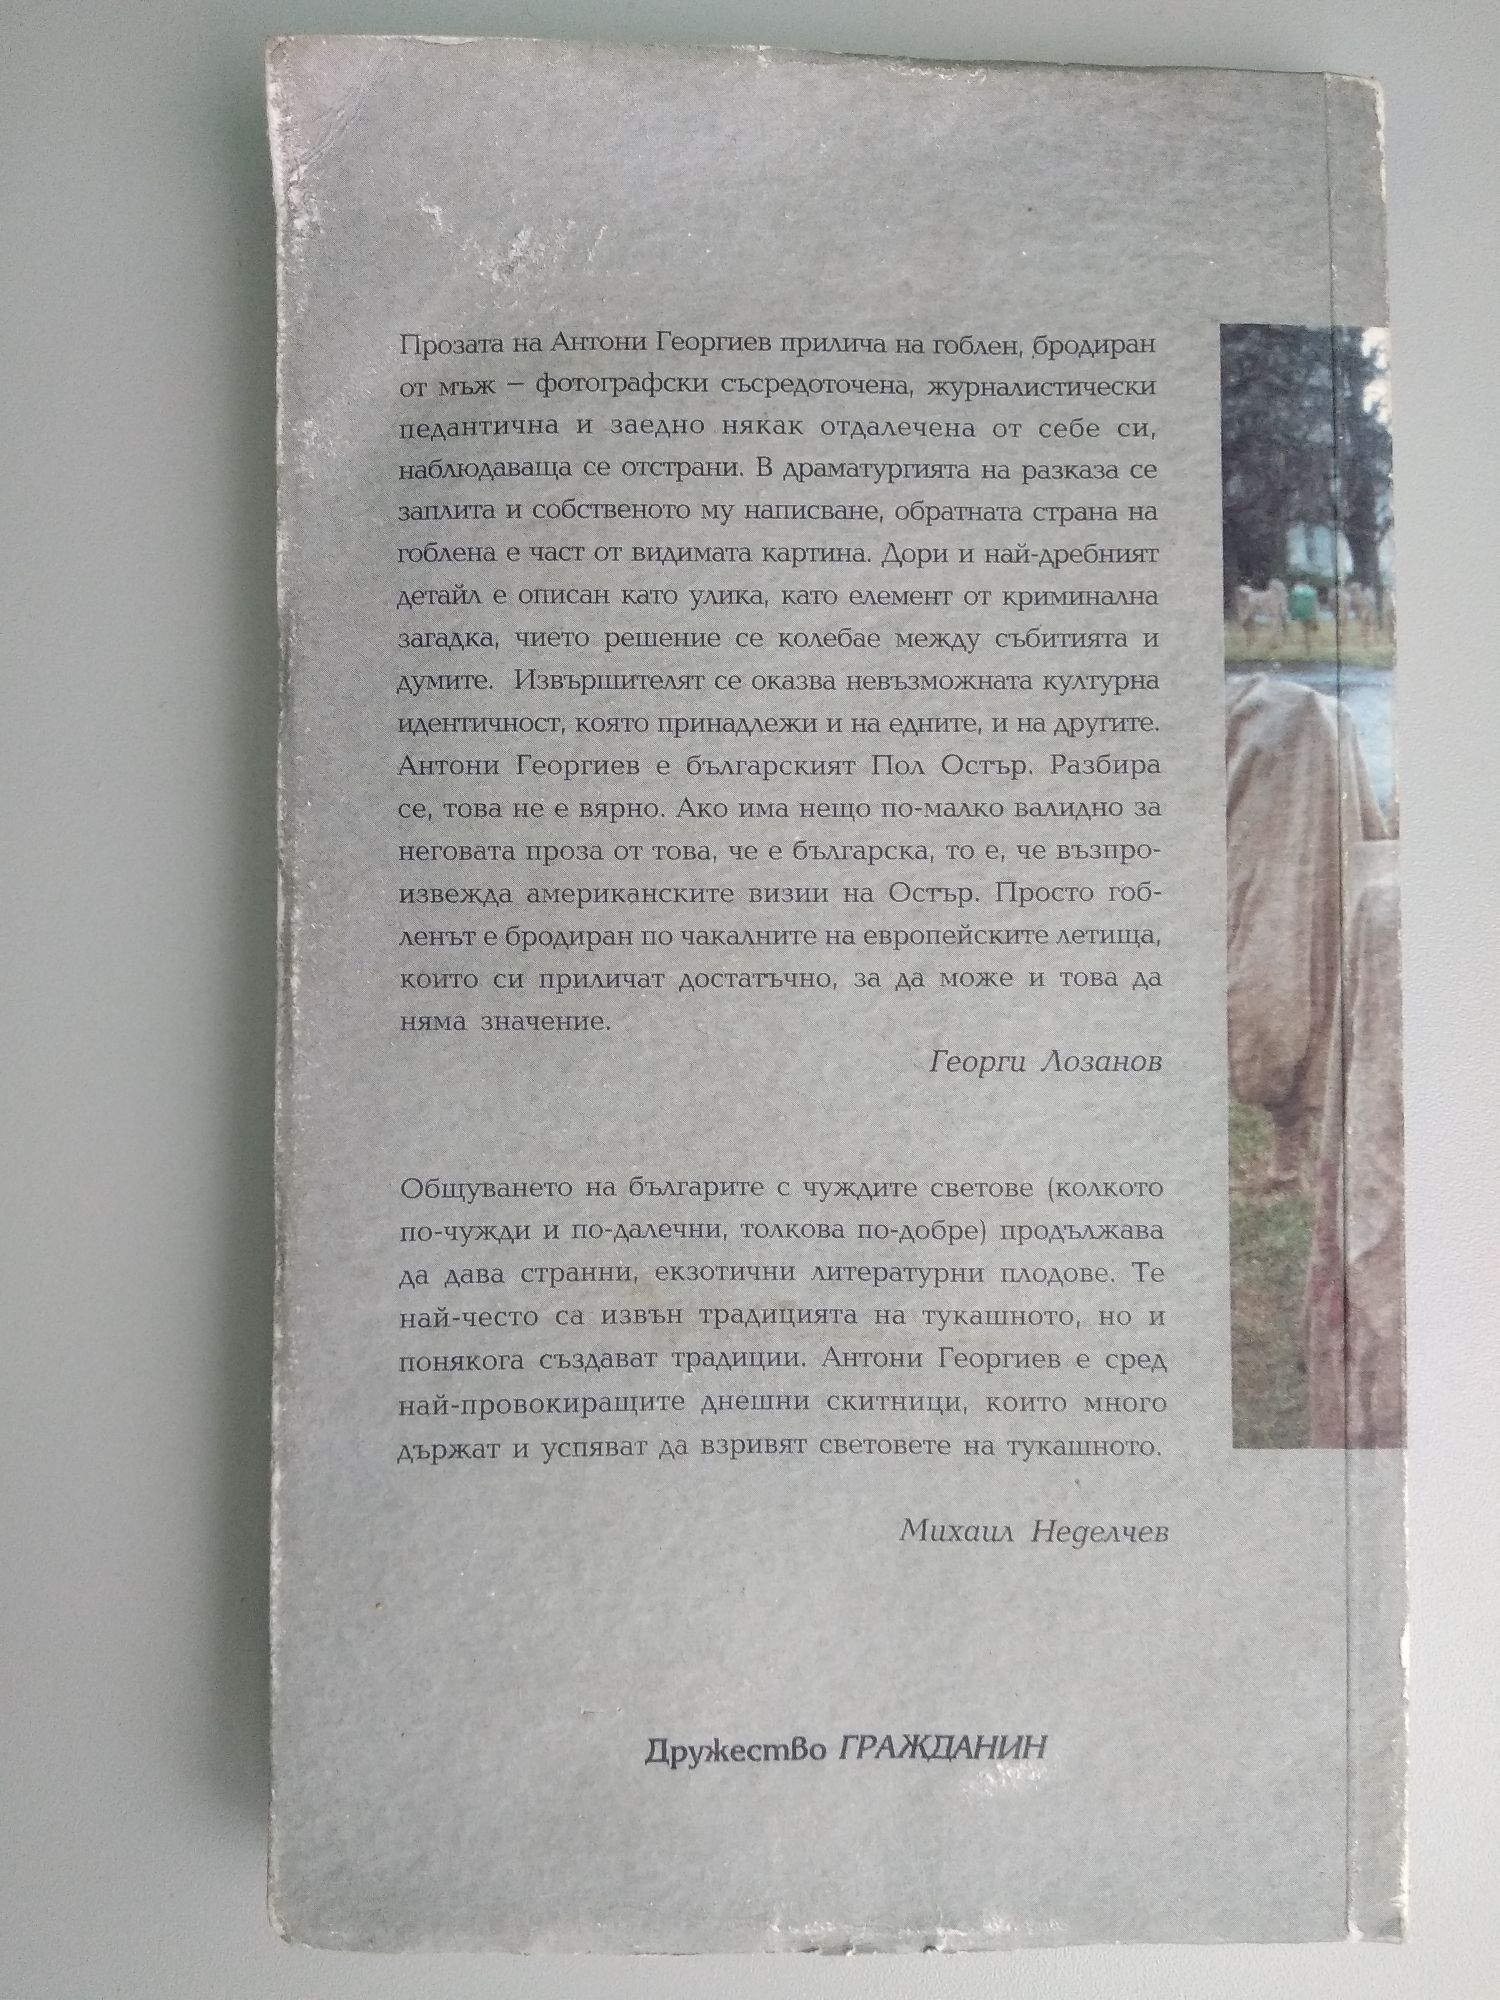 Прозата на Антони Георгиев прилича на гоблен, бродиран
от мъж – фотографски съсредоточена, журналистически
педантична и заедно някак отдалечена от себе си,
наблюдаваща се отстрани. В драматургията на разказа се
заплита и собственото му написване, обратната страна на
гоблена е част от видимата картина. Дори и най-дребният
детайл е описан като улика, като елемент от криминална
загадка, чието решение се колебае между събитията и
думите. Извършителят се оказва невъзможната културна
идентичност, която принадлежи и на едните, и на другите.
Антони Георгиев е българският Пол Остър. Разбира
се, това не е вярно. Ако има нещо по-малко валидно за
неговата проза от това, че е българска, то е, че възпро-
извежда американските визии на Остър. Просто гоб-
ленът е бродиран по чакалните на европейските летища,
които си приличат достатъчно, за да може и това да
няма значение.
Георги Лозанов
Общуването на българите с чуждите светове (колкото
по-чужди и по-далечни, толкова по-добре) продължава
да дава странни, екзотични литературни плодове. Те
най-често са извън традицията на тукашното, но и
понякога създават традиции. Антони Георгиев е сред
най-провокиращите днешни скитници, които много
държат и успяват да взривят световете на тукашното.
Михаил Неделчев
Дружество ГРАЖДАНИН